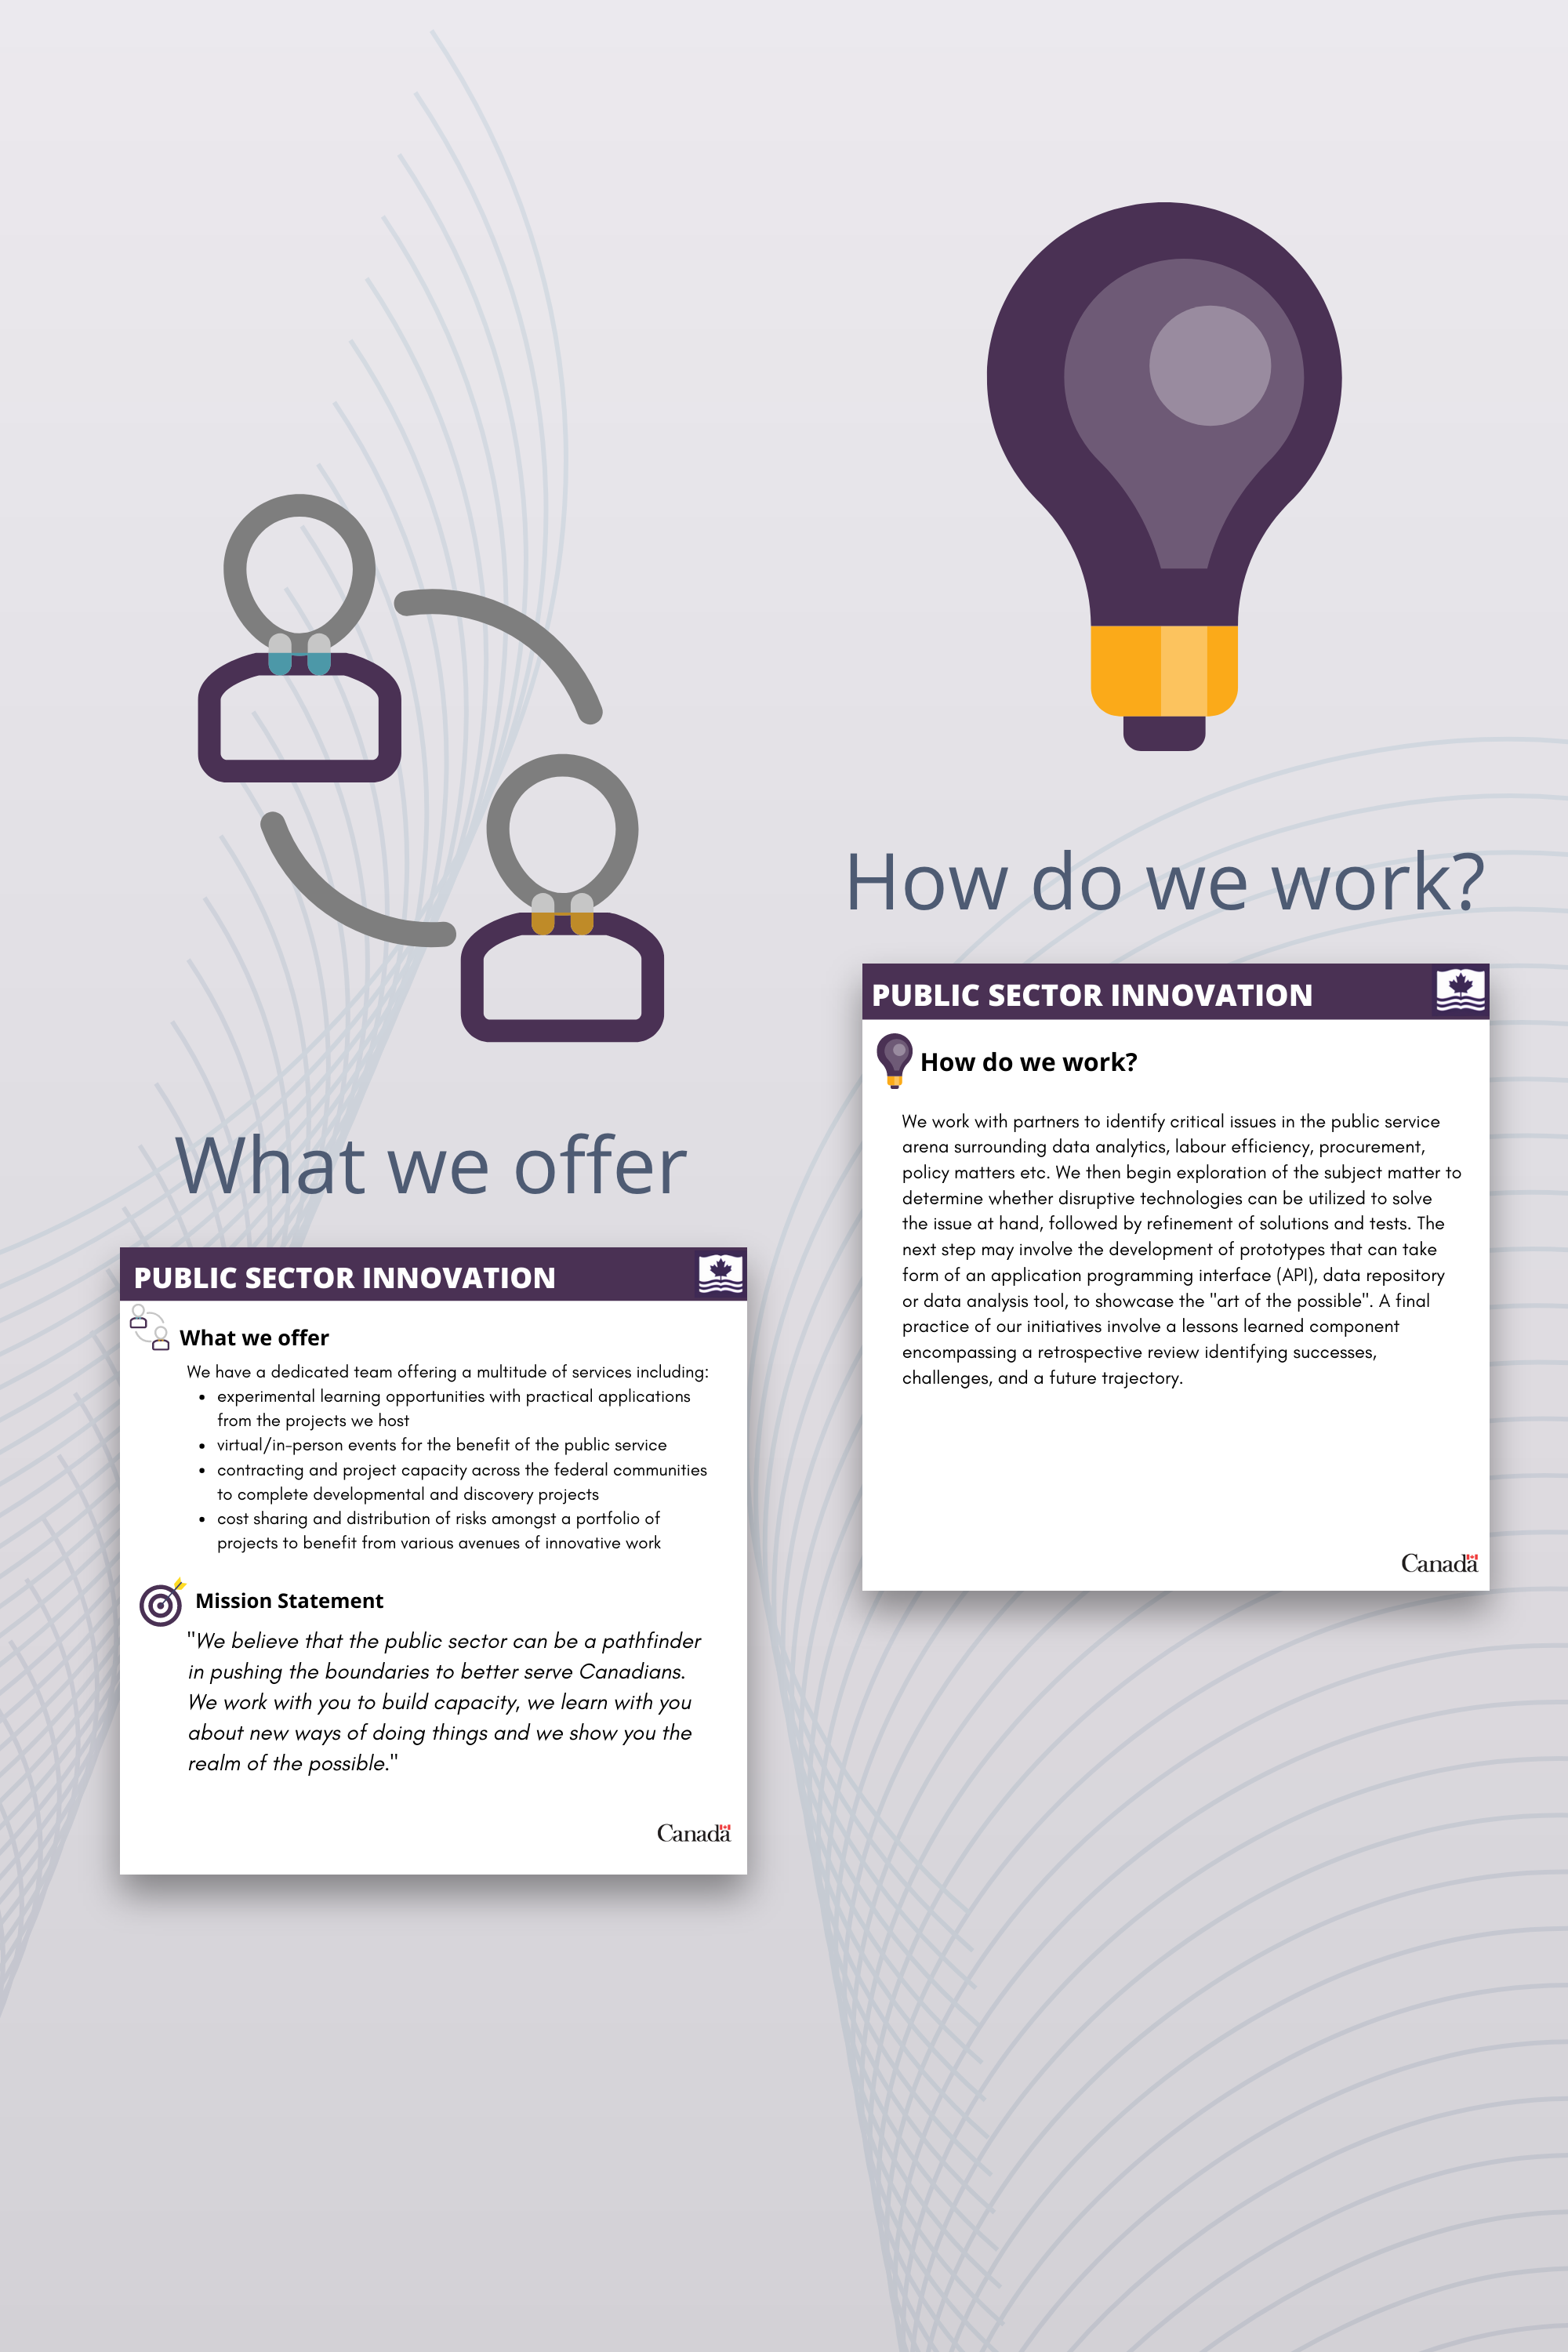 What we offer
PUBLIC SECTOR INNOVATION
What we offer
We have a dedicated team offering a multitude of services including:
• experimental learning opportunities with practical applications
from the projects we host
• virtual/in-person events for the benefit of the public service
• contracting and project capacity across the federal communities
to complete developmental and discovery projects
• cost sharing and distribution of risks amongst a portfolio of
projects to benefit from various avenues of innovative work
Mission Statement
"We believe that the public sector can be a pathfinder
in pushing the boundaries to better serve Canadians.
We work with you to build capacity, we learn with you
about new ways of doing things and we show you the
realm of the possible."
Canada
How do we work?
PUBLIC SECTOR INNOVATION
How do we work?
We work with partners to identify critical issues in the public service
arena surrounding data analytics, labour efficiency, procurement,
policy matters etc. We then begin exploration of the subject matter to
determine whether disruptive technologies can be utilized to solve
the issue at hand, followed by refinement of solutions and tests. The
next step may involve the development of prototypes that can take
form of an application programming interface (API), data repository
or data analysis tool, to showcase the "art of the possible". A final
practice of our initiatives involve a lessons learned component
encompassing a retrospective review identifying successes,
challenges, and a future trajectory.
Canada